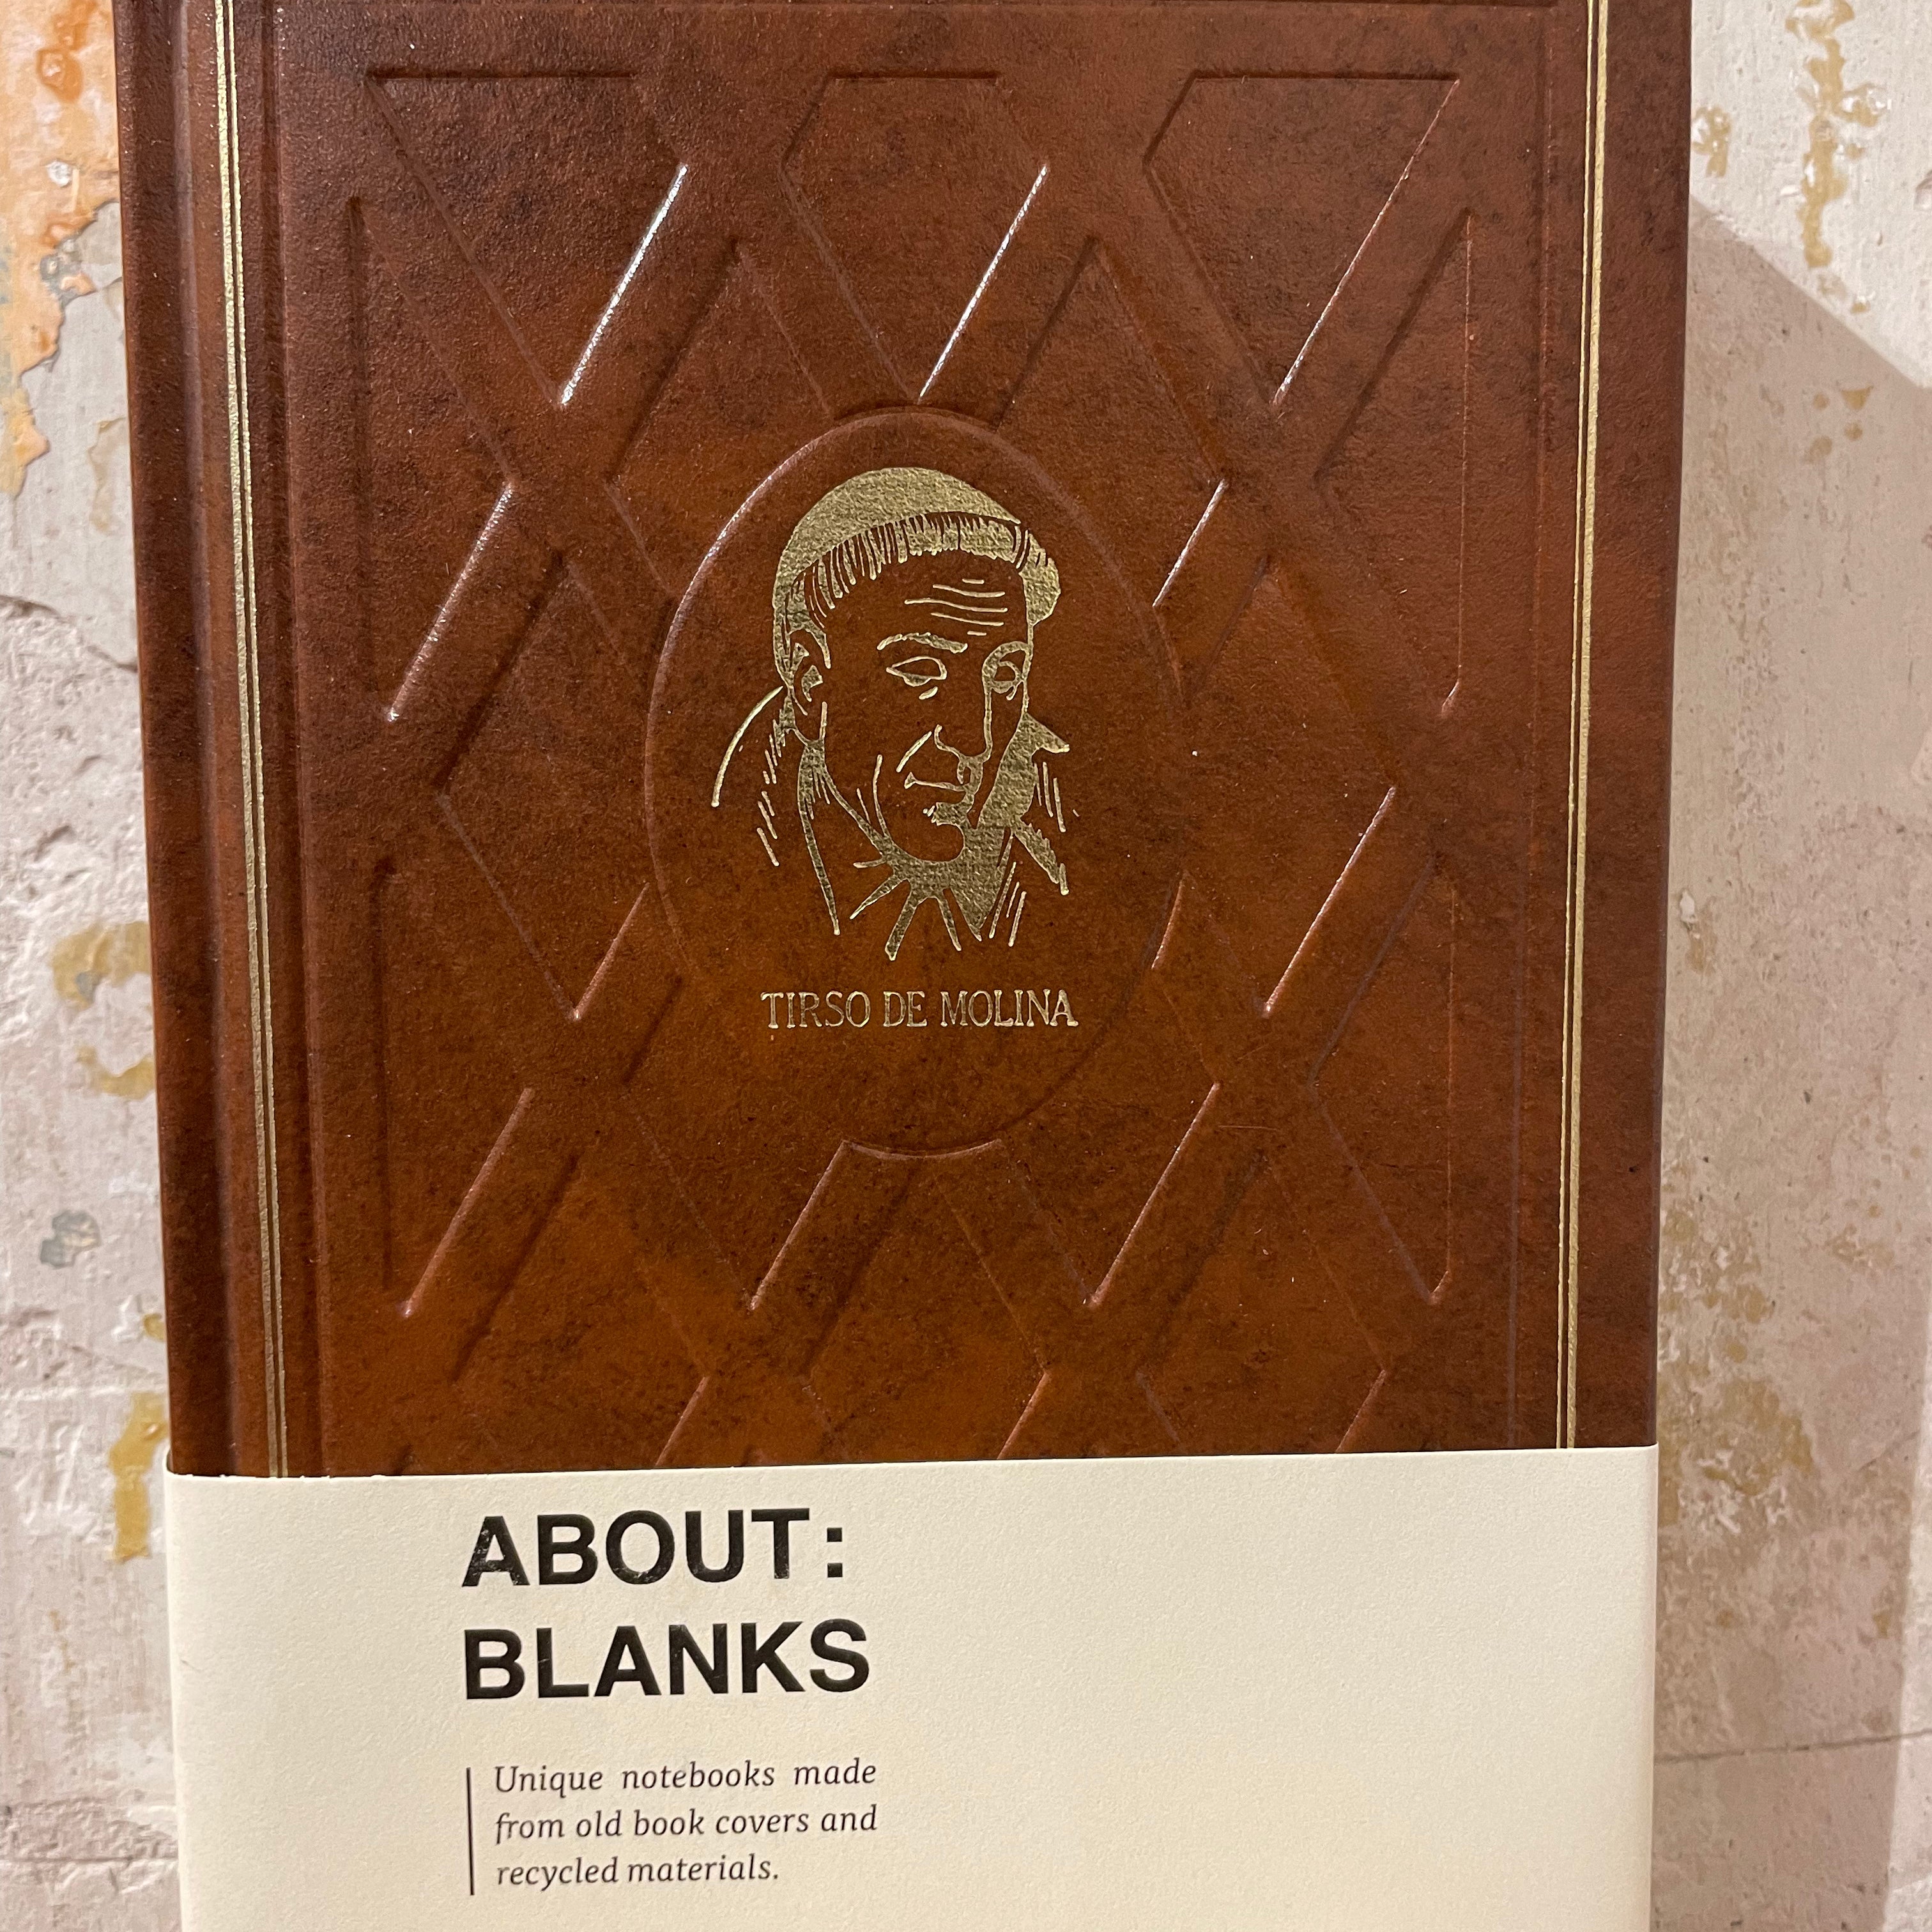 TIRSO DE MOLINA
ABOUT:
BLANKS
Unique notebooks made
from old book covers and
recycled materials.